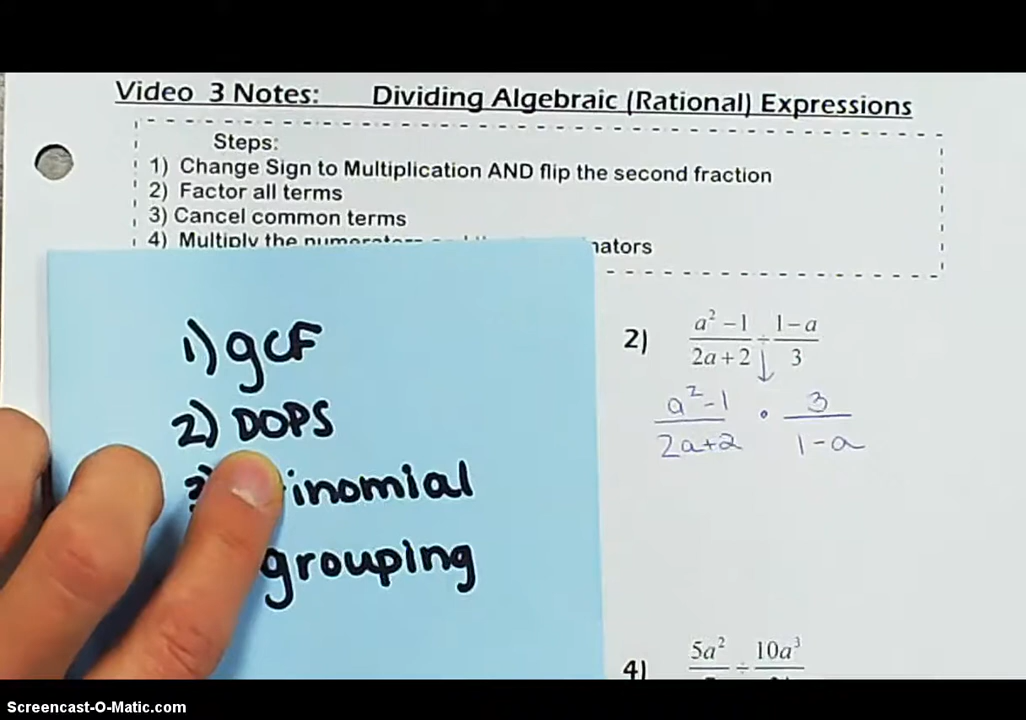 Video 3 Notes: Dividing Algebraic (Rational) Expressions
Steps:
1) Change Sign to Multiplication AND flip the second fraction
2) Factor all terms
3) Cancel common terms
4) Multiply the numerators and
1) gCF
2) DOPS
inomial
grouping
2) a² - 1 / 2a + 2 ÷ 1 - a / 3
a² - 1 / 2a + 2 • 3 / 1 - a
4) 5a² ÷ 10a³
Screencast-O-Matic.com